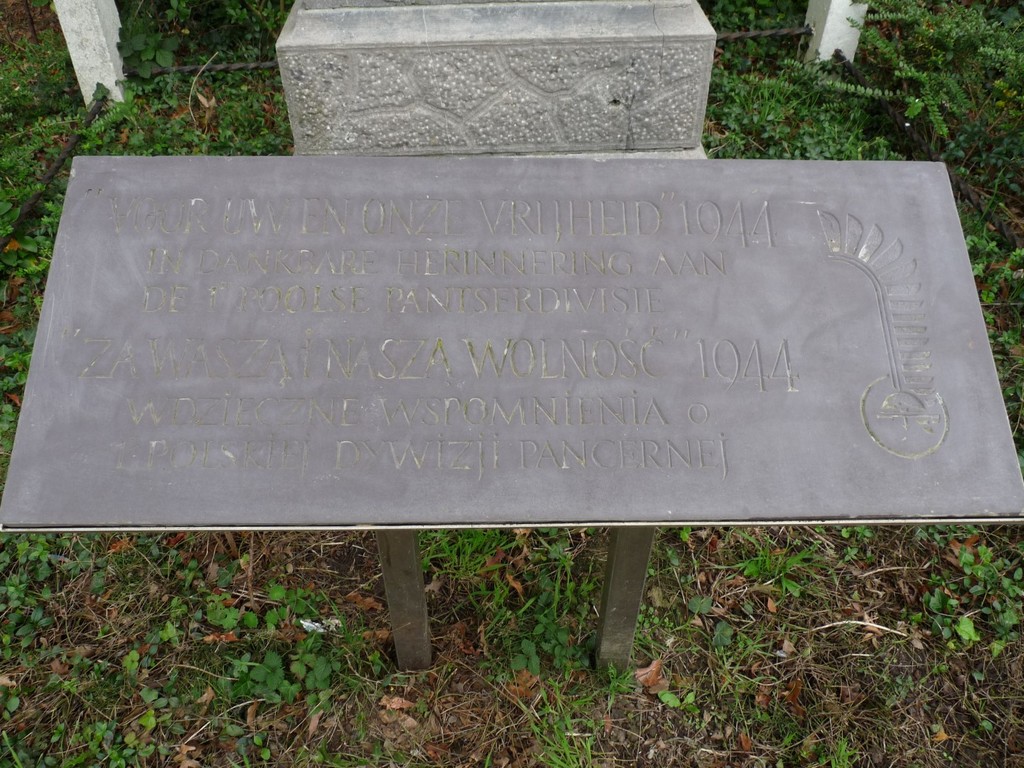 "VOOR UW EN ONZE VRIJHEID" 1944
IN DANKBARE HERINNERING AAN
DE 1e POOLSE PANTSERDIVISIE
"ZA WASZĄ I NASZĄ WOLNOŚĆ" 1944
WDZIĘCZNE WSPOMNIENIA O
1. POLSKIEJ DYWIZJI PANCERNEJ